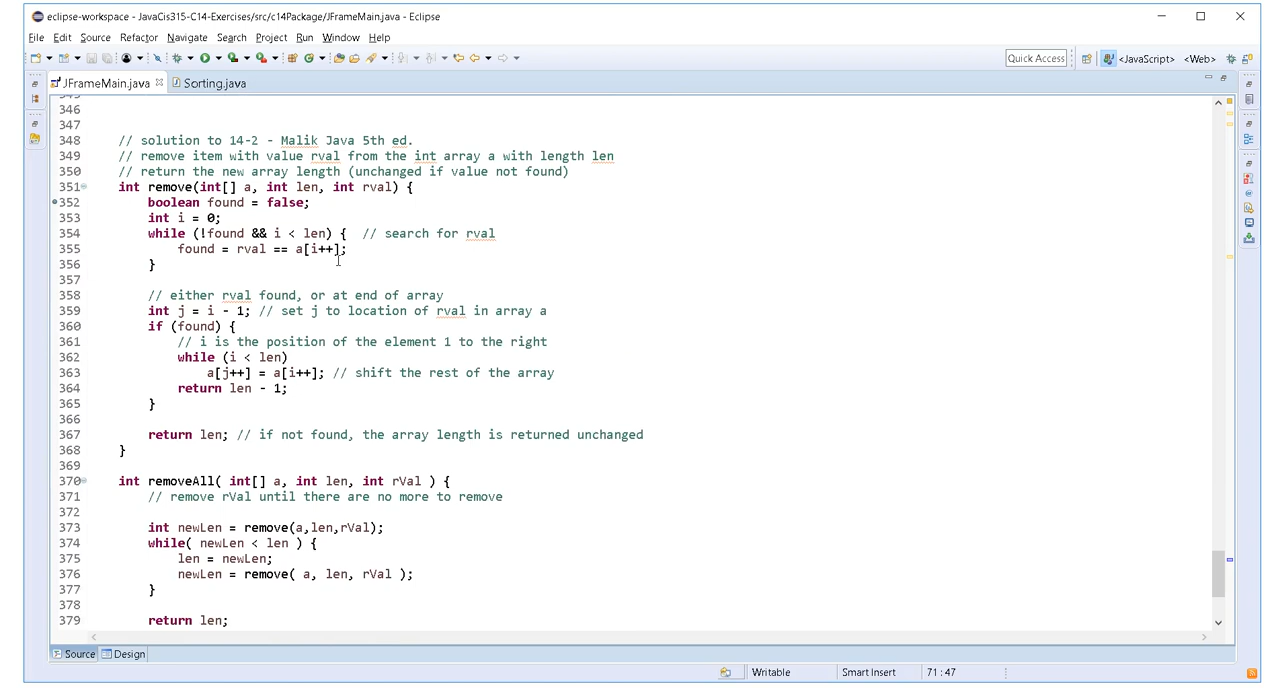 eclipse-workspace - JavaCis315-C14-Exercises/src/c14Package/JFrameMain.java - Eclipse
File Edit Source Refactor Navigate Search Project Run Window Help
Quick Access <JavaScript> <Web>
JFrameMain.java Sorting.java
345
346
347
348 // solution to 14-2 - Malik Java 5th ed.
349 // remove item with value rval from the int array a with length len
350 // return the new array length (unchanged if value not found)
351 int remove(int[] a, int len, int rval) {
352 boolean found = false;
353 int i = 0;
354 while (!found && i < len) { // search for rval
355 found = rval == a[i++];
356 }
357
358 // either rval found, or at end of array
359 int j = i - 1; // set j to location of rval in array a
360 if (found) {
361 // i is the position of the element 1 to the right
362 while (i < len)
363 a[j++] = a[i++]; // shift the rest of the array
364 return len - 1;
365 }
366
367 return len; // if not found, the array length is returned unchanged
368 }
369
370 int removeAll( int[] a, int len, int rVal ) {
371 // remove rVal until there are no more to remove
372
373 int newLen = remove(a,len,rVal);
374 while( newLen < len ) {
375 len = newLen;
376 newLen = remove( a, len, rVal );
377 }
378
379 return len;
Source Design
Writable Smart Insert 71 : 47